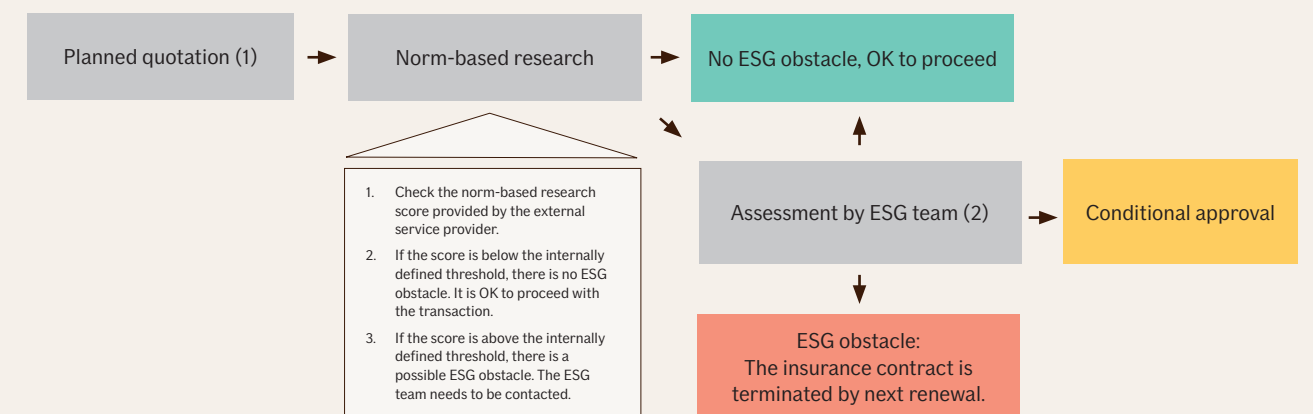 Planned quotation (1)
Norm-based research
No ESG obstacle, OK to proceed
1. Check the norm-based research
score provided by the external
service provider.
2. If the score is below the internally
defined threshold, there is no ESG
obstacle. It is OK to proceed with
the transaction.
3. If the score is above the internally
defined threshold, there is a
possible ESG obstacle. The ESG
team needs to be contacted.
Assessment by ESG team (2)
Conditional approval
ESG obstacle:
The insurance contract is
terminated by next renewal.